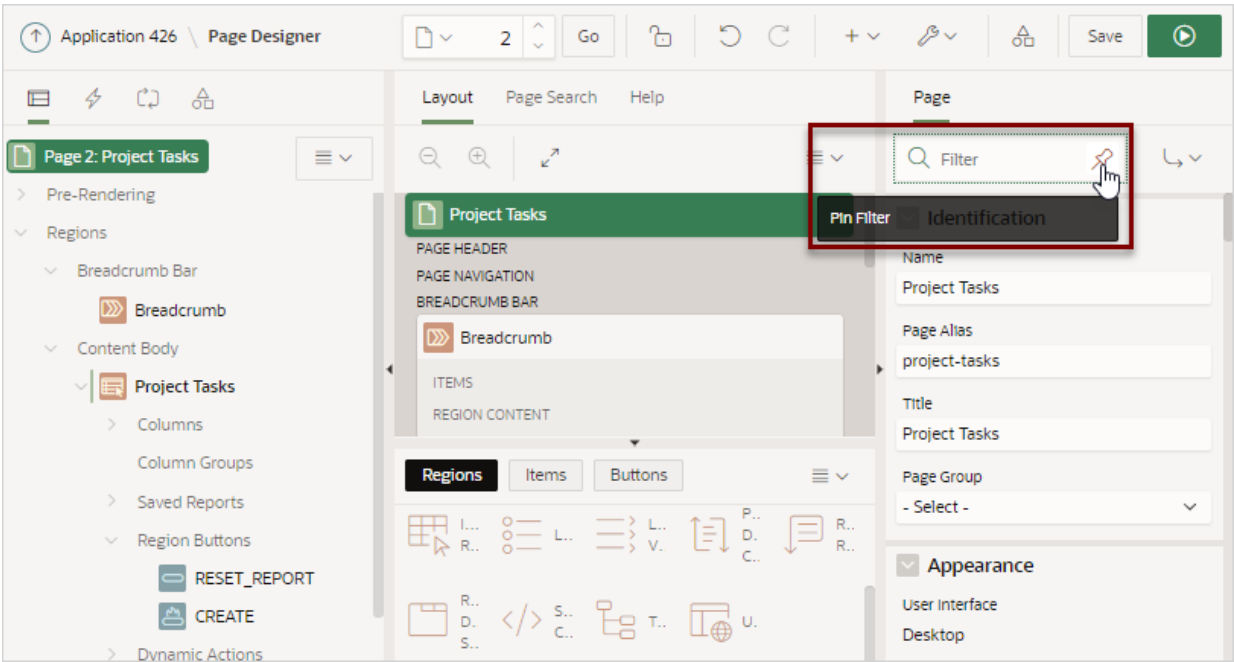 Application 426 \ Page Designer
2
Go
Save
Page 2: Project Tasks
Pre-Rendering
Regions
Breadcrumb Bar
Breadcrumb
Content Body
Project Tasks
Columns
Column Groups
Saved Reports
Region Buttons
RESET_REPORT
CREATE
Dynamic Actions
Layout Page Search Help
Project Tasks
PAGE HEADER
PAGE NAVIGATION
BREADCRUMB BAR
Breadcrumb
ITEMS
REGION CONTENT
Regions Items Buttons
I...
R..
L..
L..
V.
P..
D.
C..
R..
R..
R..
D.
S..
</>
S..
C..
T..
U.
Page
Filter
Pin Filter
Identification
Name
Project Tasks
Page Alias
project-tasks
Title
Project Tasks
Page Group
- Select -
Appearance
User Interface
Desktop